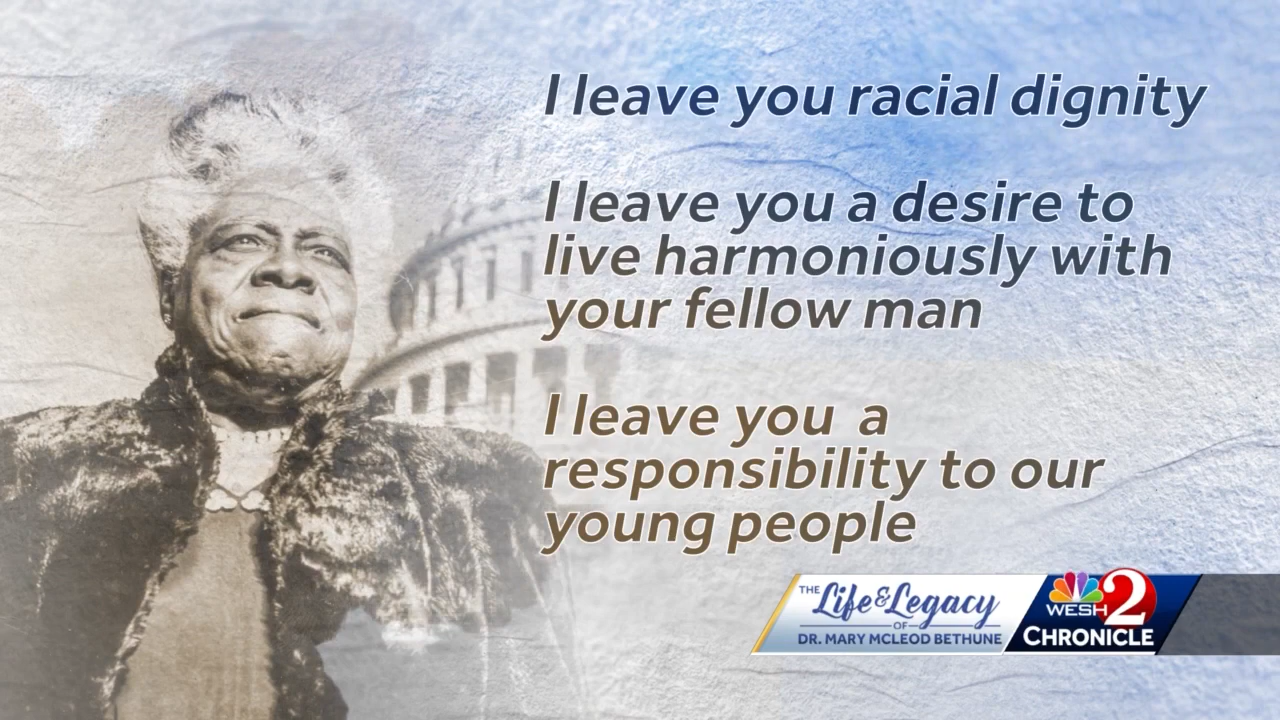 I leave you racial dignity
I leave you a desire to
live harmoniously with
your fellow man
I leave you a
responsibility to our
young people
THE
Life & Legacy
OF
DR. MARY MCLEOD BETHUNE
WESH 2
CHRONICLE